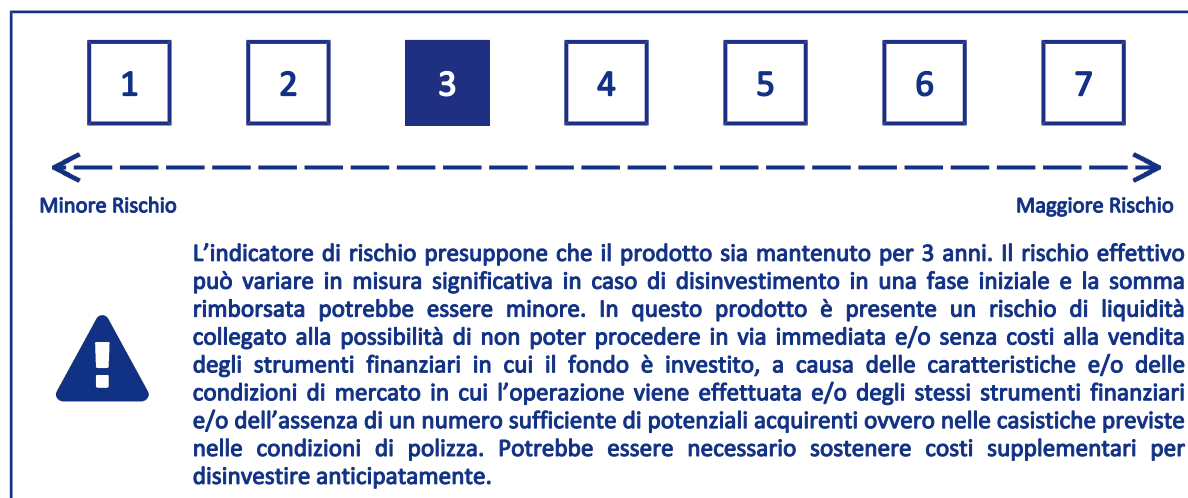 1 2 3 4 5 6 7
Minore Rischio Maggiore Rischio
L'indicatore di rischio presuppone che il prodotto sia mantenuto per 3 anni. Il rischio effettivo
può variare in misura significativa in caso di disinvestimento in una fase iniziale e la somma
rimborsata potrebbe essere minore. In questo prodotto è presente un rischio di liquidità
collegato alla possibilità di non poter procedere in via immediata e/o senza costi alla vendita
degli strumenti finanziari in cui il fondo è investito, a causa delle caratteristiche e/o delle
condizioni di mercato in cui l'operazione viene effettuata e/o degli stessi strumenti finanziari
e/o dell'assenza di un numero sufficiente di potenziali acquirenti ovvero nelle casistiche previste
nelle condizioni di polizza. Potrebbe essere necessario sostenere costi supplementari per
disinvestire anticipatamente.